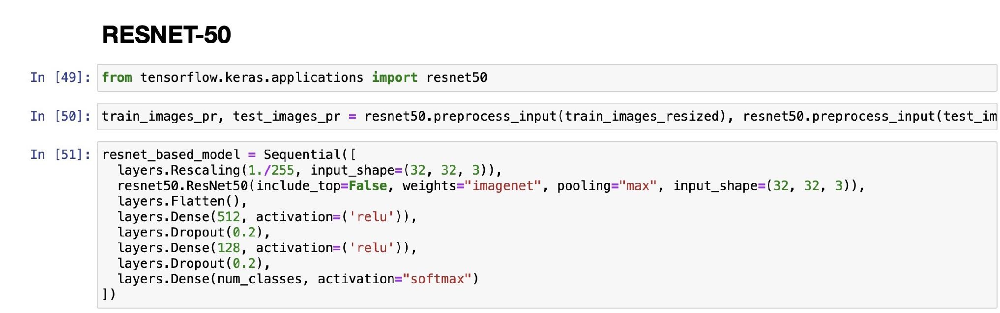 RESNET-50
In [49]: from tensorflow.keras.applications import resnet50
In [50]: train_images_pr, test_images_pr = resnet50.preprocess_input(train_images_resized), resnet50.preprocess_input(test_im
In [51]: resnet_based_model = Sequential([
layers.Rescaling(1./255, input_shape=(32, 32, 3)),
resnet50.ResNet50(include_top=False, weights="imagenet", pooling="max", input_shape=(32, 32, 3)),
layers.Flatten(),
layers.Dense(512, activation=('relu')),
layers.Dropout(0.2),
layers.Dense(128, activation=('relu')),
layers.Dropout(0.2),
layers.Dense(num_classes, activation="softmax")
])